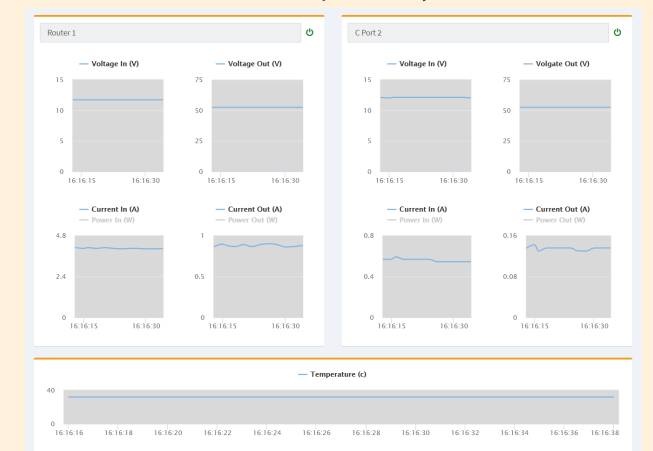 Router 1
C Port 2
Voltage In (V)
Voltage Out (V)
Voltage In (V)
Volgate Out (V)
15
10
5
0
16:16:15 16:16:30
75
50
25
0
16:16:15 16:16:30
15
10
5
0
16:16:15 16:16:30
75
50
25
0
16:16:15 16:16:30
Current In (A)
Power In (W)
Current Out (A)
Power Out (W)
Current In (A)
Power In (W)
Current Out (A)
Power Out (W)
4.8
2.4
0
16:16:15 16:16:30
1
0.5
0
16:16:15 16:16:30
0.8
0.4
0
16:16:15 16:16:30
0.16
0.08
0
16:16:15 16:16:30
Temperature (c)
40
0
16:16:16 16:16:18 16:16:20 16:16:22 16:16:24 16:16:26 16:16:28 16:16:30 16:16:32 16:16:34 16:16:36 16:16:38